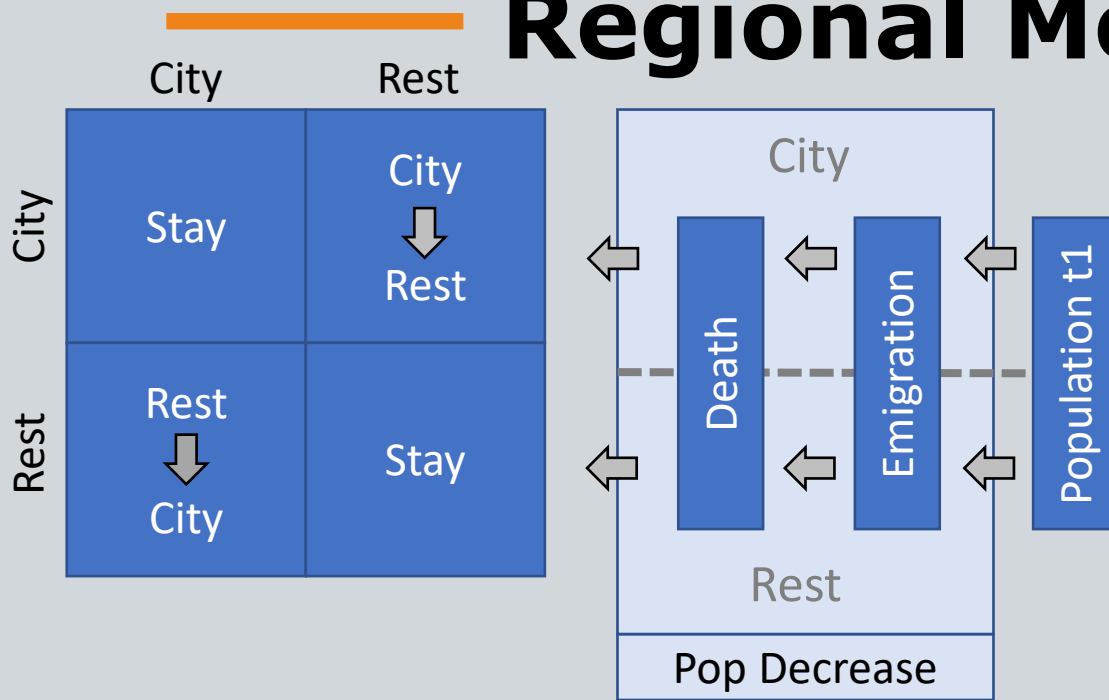 Regional
City
Rest
City
Stay
City
Rest
Rest
Rest
City
Stay
City
Death
Emigration
Population t1
Rest
Pop Decrease